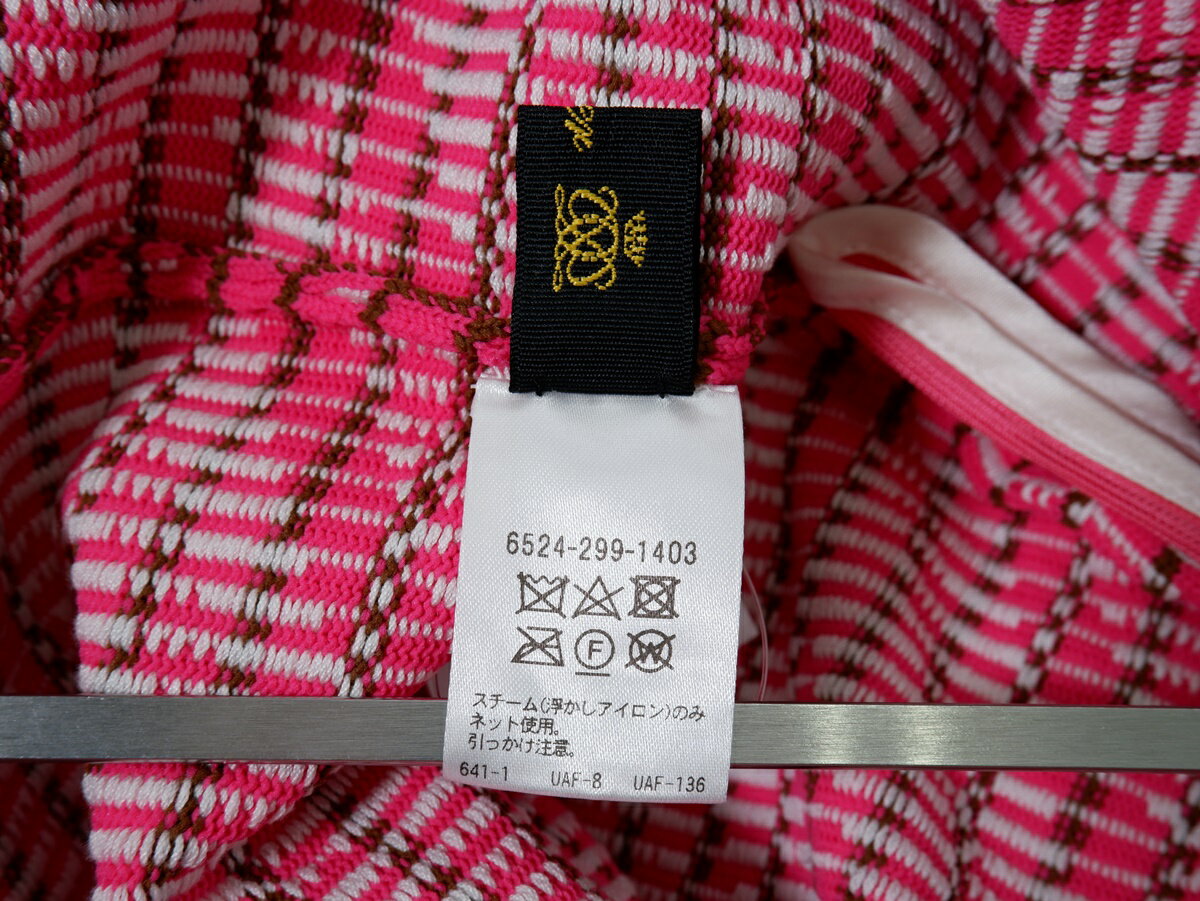 6524-299-1403
F
W
スチーム(浮かしアイロン)のみ
ネット使用。
引っかけ注意。
641-1 UAF-8 UAF-136